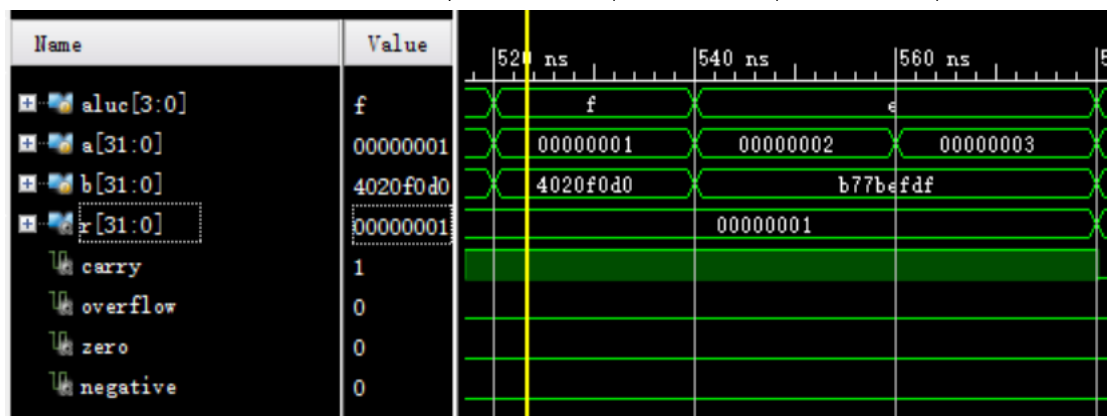 Name Value 520 ns 540 ns 560 ns
aluc[3:0] f f e
a[31:0] 00000001 00000001 00000002 00000003
b[31:0] 4020f0d0 4020f0d0 b77befdf
r[31:0] 00000001 00000001
carry 1
overflow 0
zero 0
negative 0